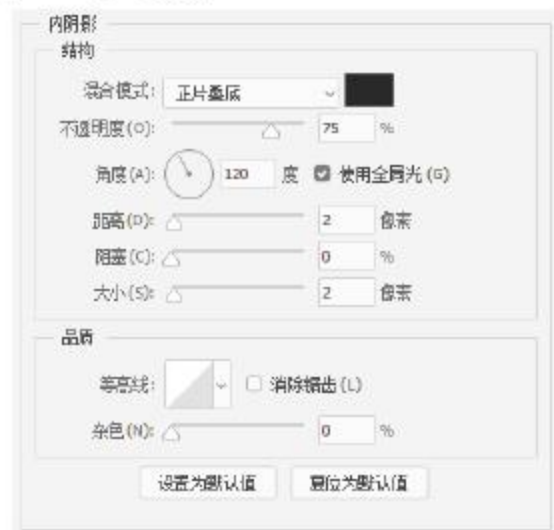 内阴影
结构
混合模式: 正片叠底
不透明度(O): 75 %
角度(A): 120 度 使用全局光(G)
距离(D): 2 像素
阻塞(C): 0 %
大小(S): 2 像素
品质
等高线: 消除锯齿(L)
杂色(N): 0 %
设置为默认值 复位为默认值